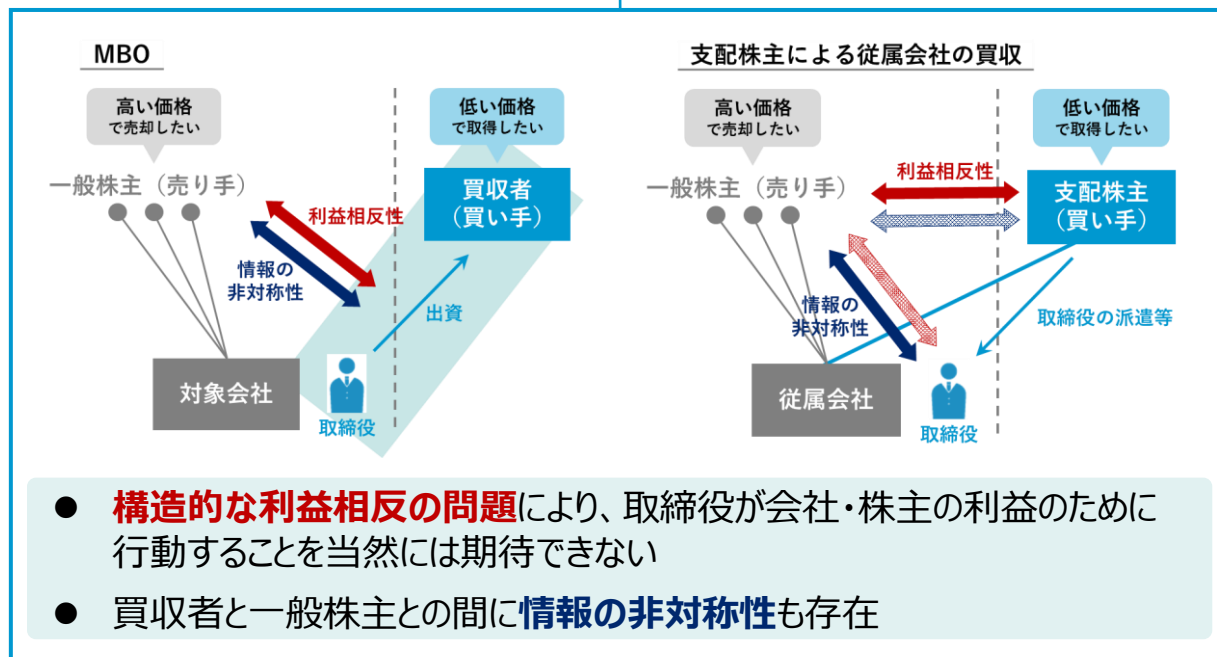 MBO
高い価格
で売却したい
低い価格
で取得したい
一般株主（売り手）
買収者
（買い手）
利益相反性
情報の
非対称性
出資
対象会社
取締役
支配株主による従属会社の買収
高い価格
で売却したい
低い価格
で取得したい
一般株主（売り手）
利益相反性
支配株主
（買い手）
情報の
非対称性
取締役の派遣等
従属会社
取締役
● 構造的な利益相反の問題により、取締役が会社・株主の利益のために
行動することを当然には期待できない
● 買収者と一般株主との間に情報の非対称性も存在